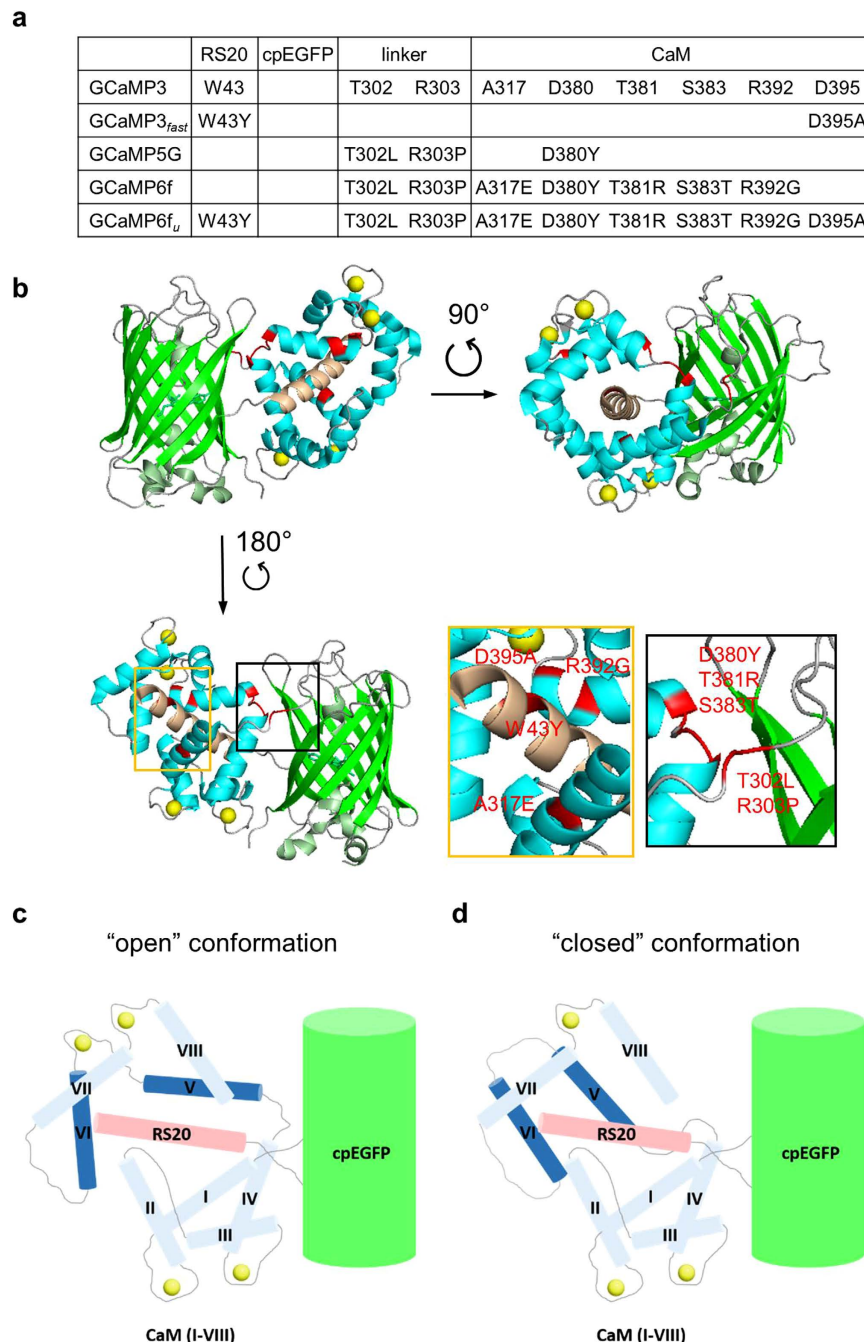 a
RS20 cpEGFP linker CaM
GCaMP3 W43 T302 R303 A317 D380 T381 S383 R392 D395
GCaMP3fast W43Y D395A
GCaMP5G T302L R303P D380Y
GCaMP6f T302L R303P A317E D380Y T381R S383T R392G
GCaMP6fu W43Y T302L R303P A317E D380Y T381R S383T R392G D395A
b
90°
180°
D395A
R392G
W43Y
A317E
D380Y
T381R
S383T
T302L
R303P
c
"open" conformation
VIII
VII
V
VI
RS20
cpEGFP
I
IV
II
III
CaM (I-VIII)
d
"closed" conformation
VIII
VII
V
VI
RS20
cpEGFP
I
IV
II
III
CaM (I-VIII)